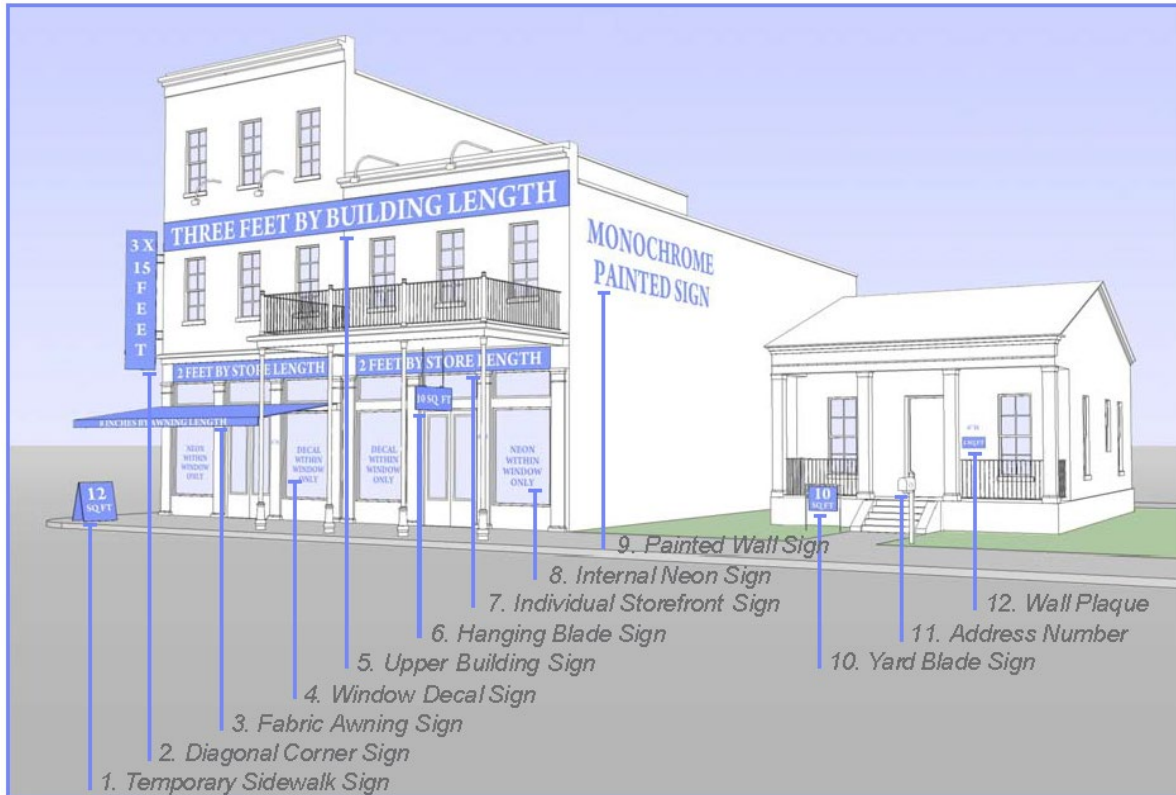 THREE FEET BY BUILDING LENGTH
3 X
15
F
E
E
T
MONOCHROME
PAINTED SIGN
2 FEET BY STORE LENGTH
2 FEET BY STORE LENGTH
10 SQ FT
8 INCHES BY AWNING LENGTH
NEON
WITHIN
WINDOW
ONLY
DECAL
WITHIN
WINDOW
ONLY
DECAL
WITHIN
WINDOW
ONLY
NEON
WITHIN
WINDOW
ONLY
12
SQ FT
10
SQ FT
9. Painted Wall Sign
8. Internal Neon Sign
7. Individual Storefront Sign
6. Hanging Blade Sign
5. Upper Building Sign
4. Window Decal Sign
3. Fabric Awning Sign
2. Diagonal Corner Sign
1. Temporary Sidewalk Sign
12. Wall Plaque
11. Address Number
10. Yard Blade Sign